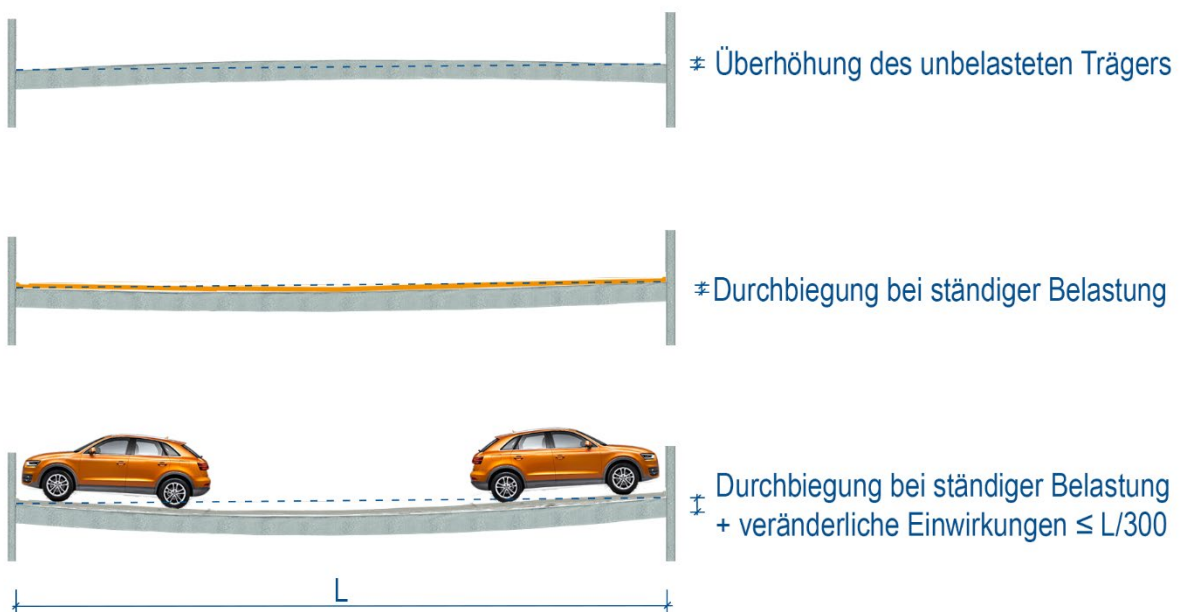 Überhöhung des unbelasteten Trägers
Durchbiegung bei ständiger Belastung
Durchbiegung bei ständiger Belastung
+ veränderliche Einwirkungen ≤ L/300
L